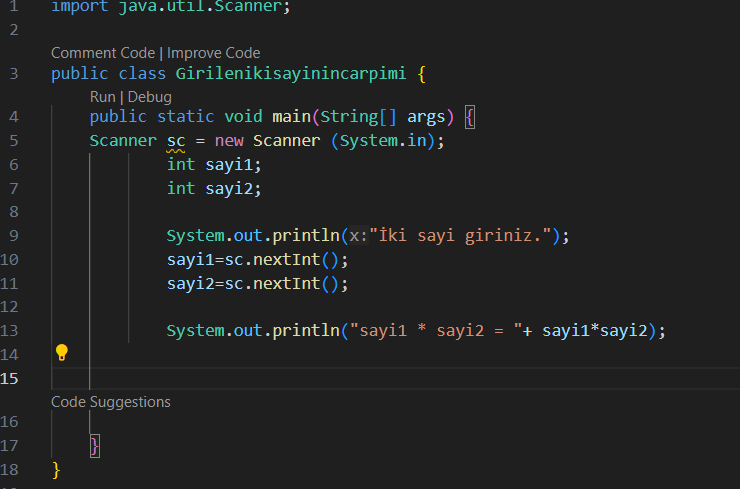 1 import java.util.Scanner;
2
Comment Code | Improve Code
3 public class Girilenikisayinincarpimi {
Run | Debug
4 public static void main(String[] args) {
5 Scanner sc = new Scanner (System.in);
6 int sayi1;
7 int sayi2;
8
9 System.out.println(x:"İki sayi giriniz.");
10 sayi1=sc.nextInt();
11 sayi2=sc.nextInt();
12
13 System.out.println("sayi1 * sayi2 = "+ sayi1*sayi2);
14
15
Code Suggestions
16
17 }
18 }